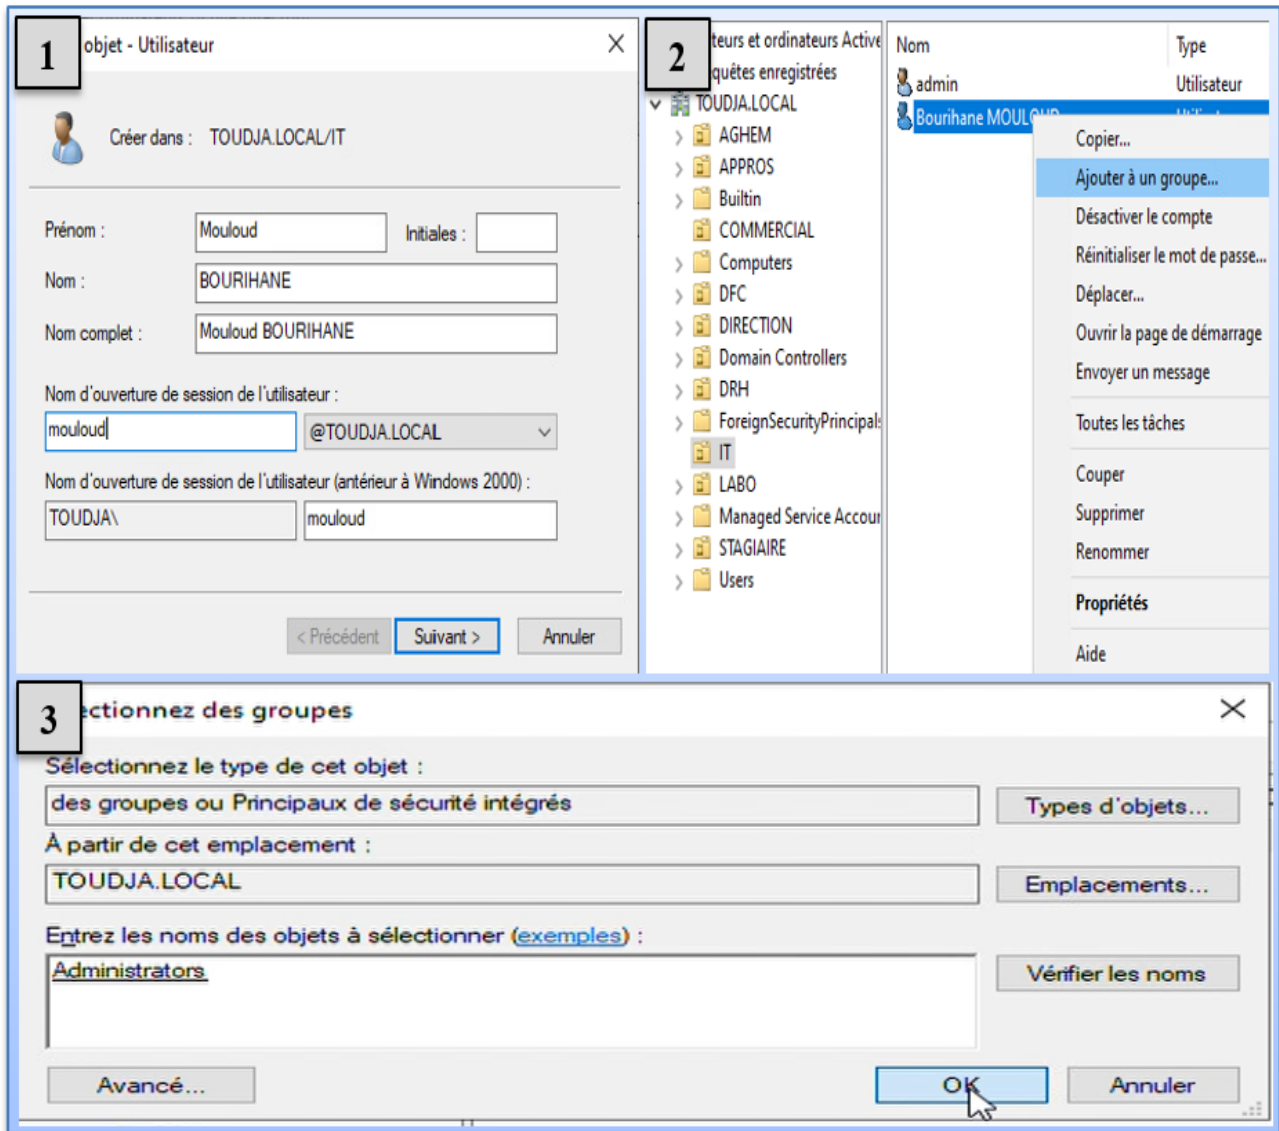 1
objet - Utilisateur
Créer dans : TOUDJA.LOCAL/IT
Prénom : Mouloud Initiales :
Nom : BOURIHANE
Nom complet : Mouloud BOURIHANE
Nom d'ouverture de session de l'utilisateur :
mouloud @TOUDJA.LOCAL
Nom d'ouverture de session de l'utilisateur (antérieur à Windows 2000) :
TOUDJA\ mouloud
< Précédent Suivant > Annuler
2
teurs et ordinateurs Active
quêtes enregistrées
TOUDJA.LOCAL
AGHEM
APPROS
Builtin
COMMERCIAL
Computers
DFC
DIRECTION
Domain Controllers
DRH
ForeignSecurityPrincipals
IT
LABO
Managed Service Accour
STAGIAIRE
Users
Nom Type
admin Utilisateur
Bourihane MOULOUD
Copier...
Ajouter à un groupe...
Désactiver le compte
Réinitialiser le mot de passe...
Déplacer...
Ouvrir la page de démarrage
Envoyer un message
Toutes les tâches
Couper
Supprimer
Renommer
Propriétés
Aide
3
ectionnez des groupes
Sélectionnez le type de cet objet :
des groupes ou Principaux de sécurité intégrés Types d'objets...
À partir de cet emplacement :
TOUDJA.LOCAL Emplacements...
Entrez les noms des objets à sélectionner (exemples) :
Administrators Vérifier les noms
Avancé... OK Annuler